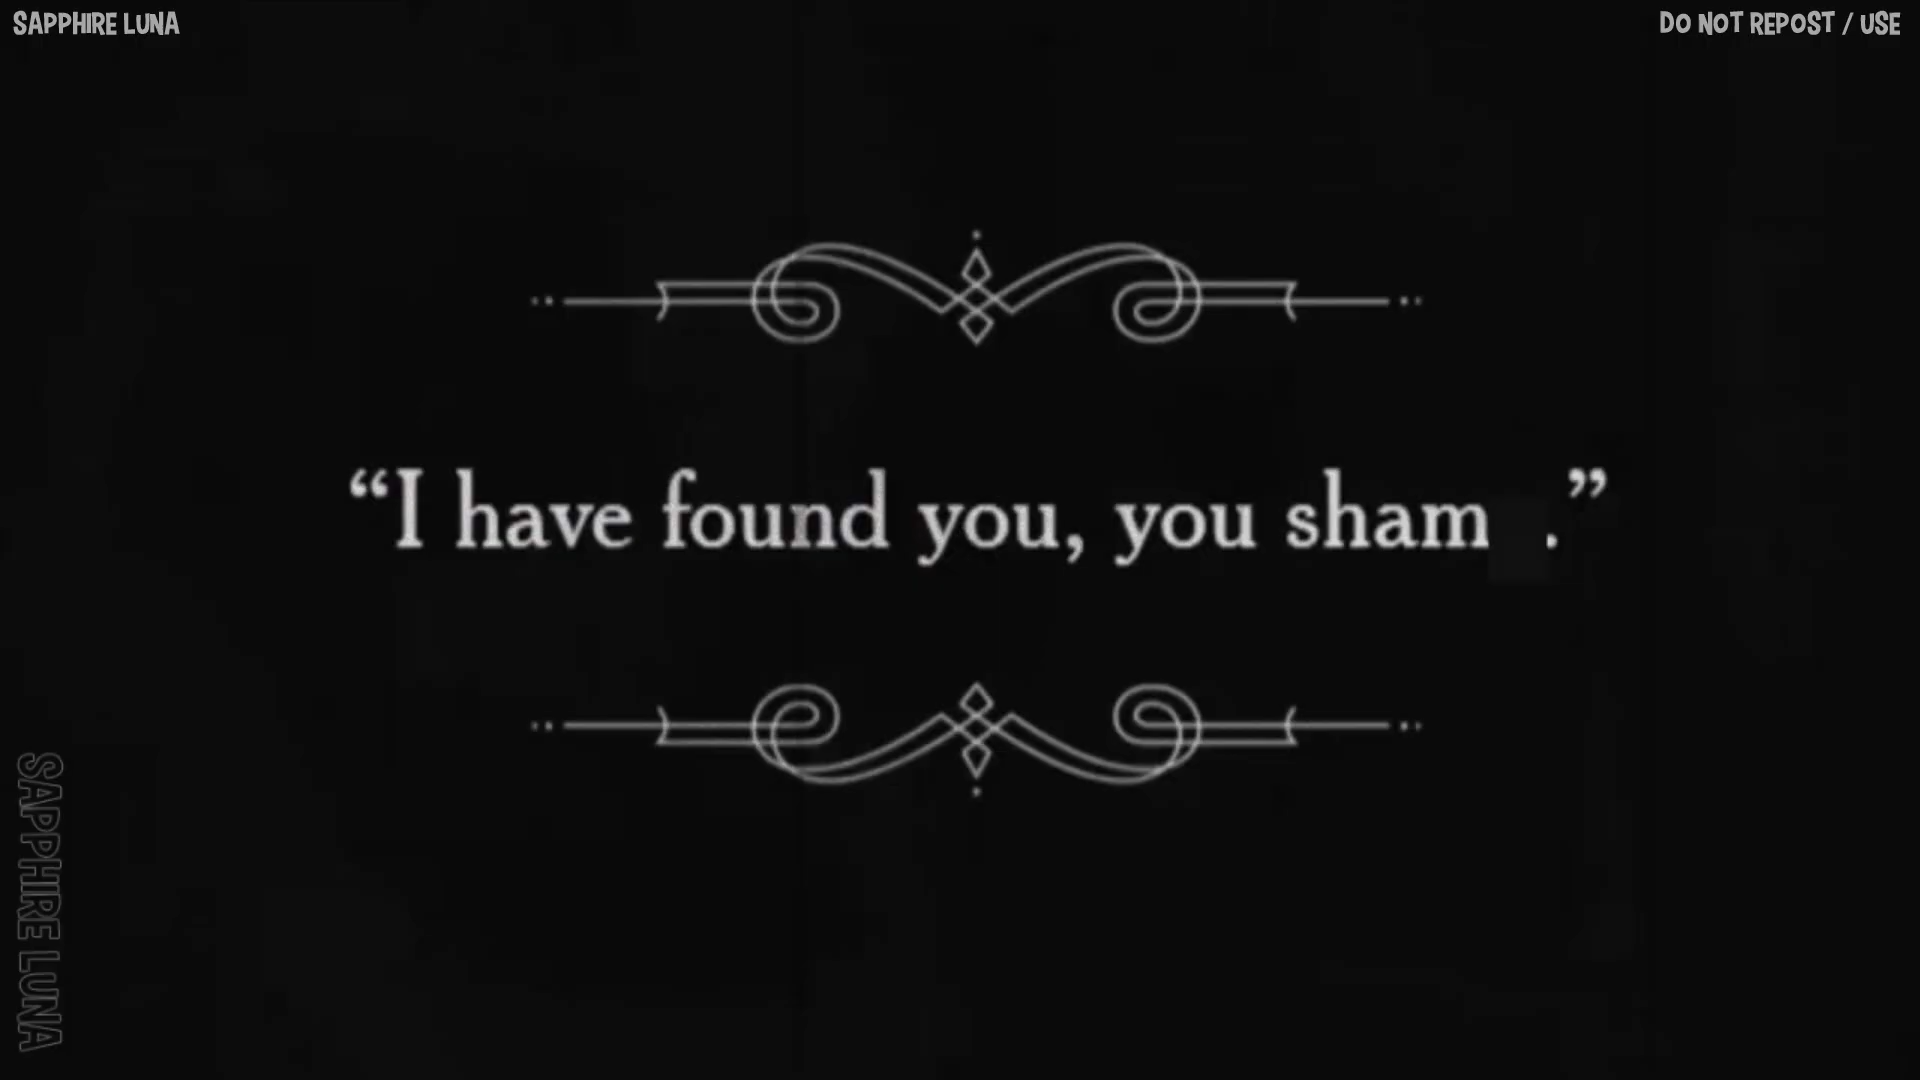 SAPPHIRE LUNA
DO NOT REPOST / USE
“I have found you, you sham .”
SAPPHIRE LUNA